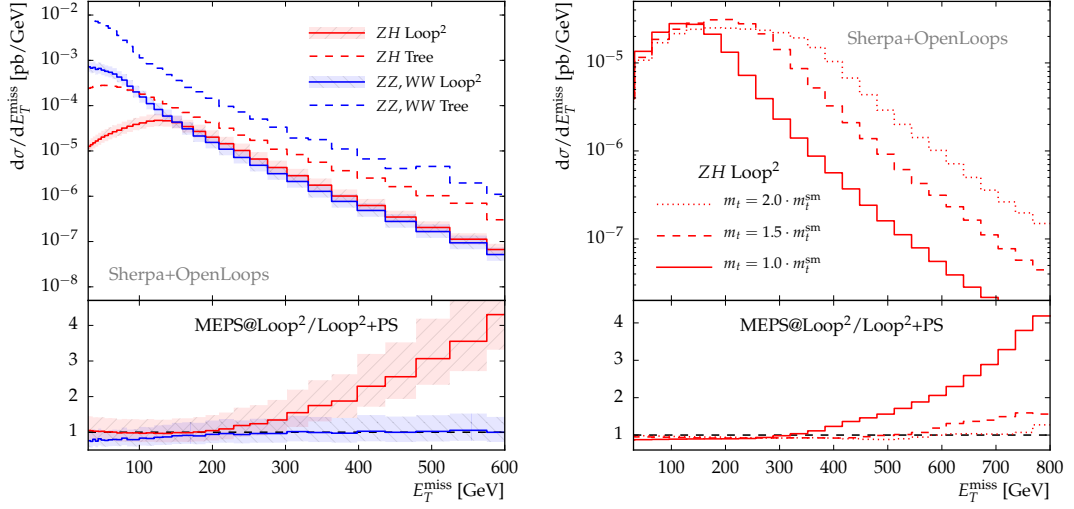 10⁻²
10⁻³
10⁻⁴
10⁻⁵
10⁻⁶
10⁻⁷
10⁻⁸
dσ/dE_T^miss [pb/GeV]
ZH Loop²
ZH Tree
ZZ, WW Loop²
ZZ, WW Tree
Sherpa+OpenLoops
MEPS@Loop²/Loop²+PS
4
3
2
1
100 200 300 400 500 600
E_T^miss [GeV]
10⁻⁵
10⁻⁶
10⁻⁷
dσ/dE_T^miss [pb/GeV]
Sherpa+OpenLoops
ZH Loop²
m_t = 2.0 · m_t^sm
m_t = 1.5 · m_t^sm
m_t = 1.0 · m_t^sm
MEPS@Loop²/Loop²+PS
4
3
2
1
100 200 300 400 500 600 700 800
E_T^miss [GeV]